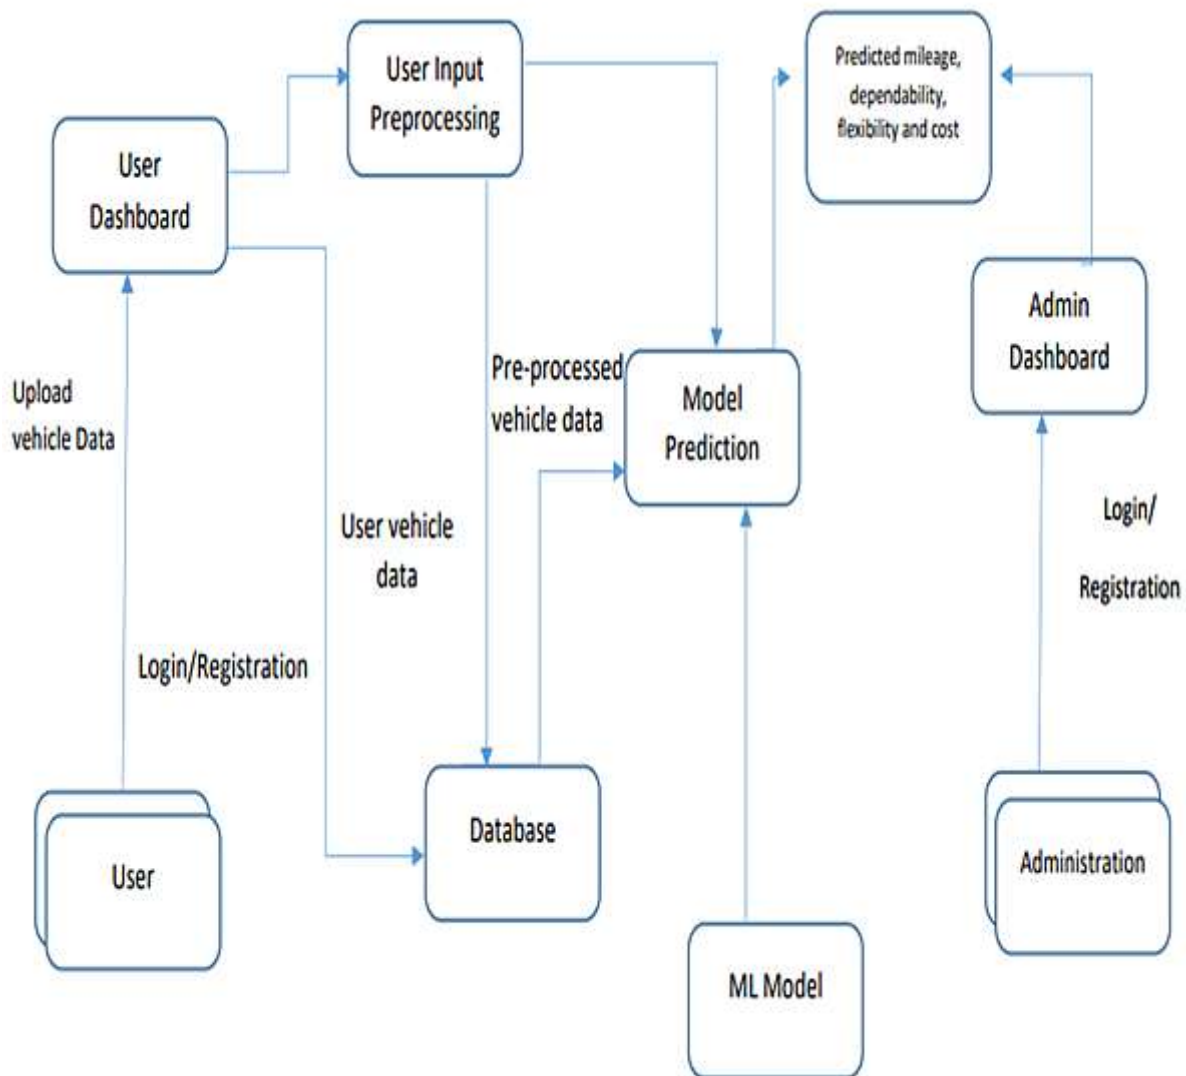 User Input
Preprocessing
Predicted mileage,
dependability,
flexibility and cost
User
Dashboard
Admin
Dashboard
Upload
vehicle Data
Pre-processed
vehicle data
Model
Prediction
User vehicle
data
Login/
Registration
Login/Registration
Database
User
Administration
ML Model